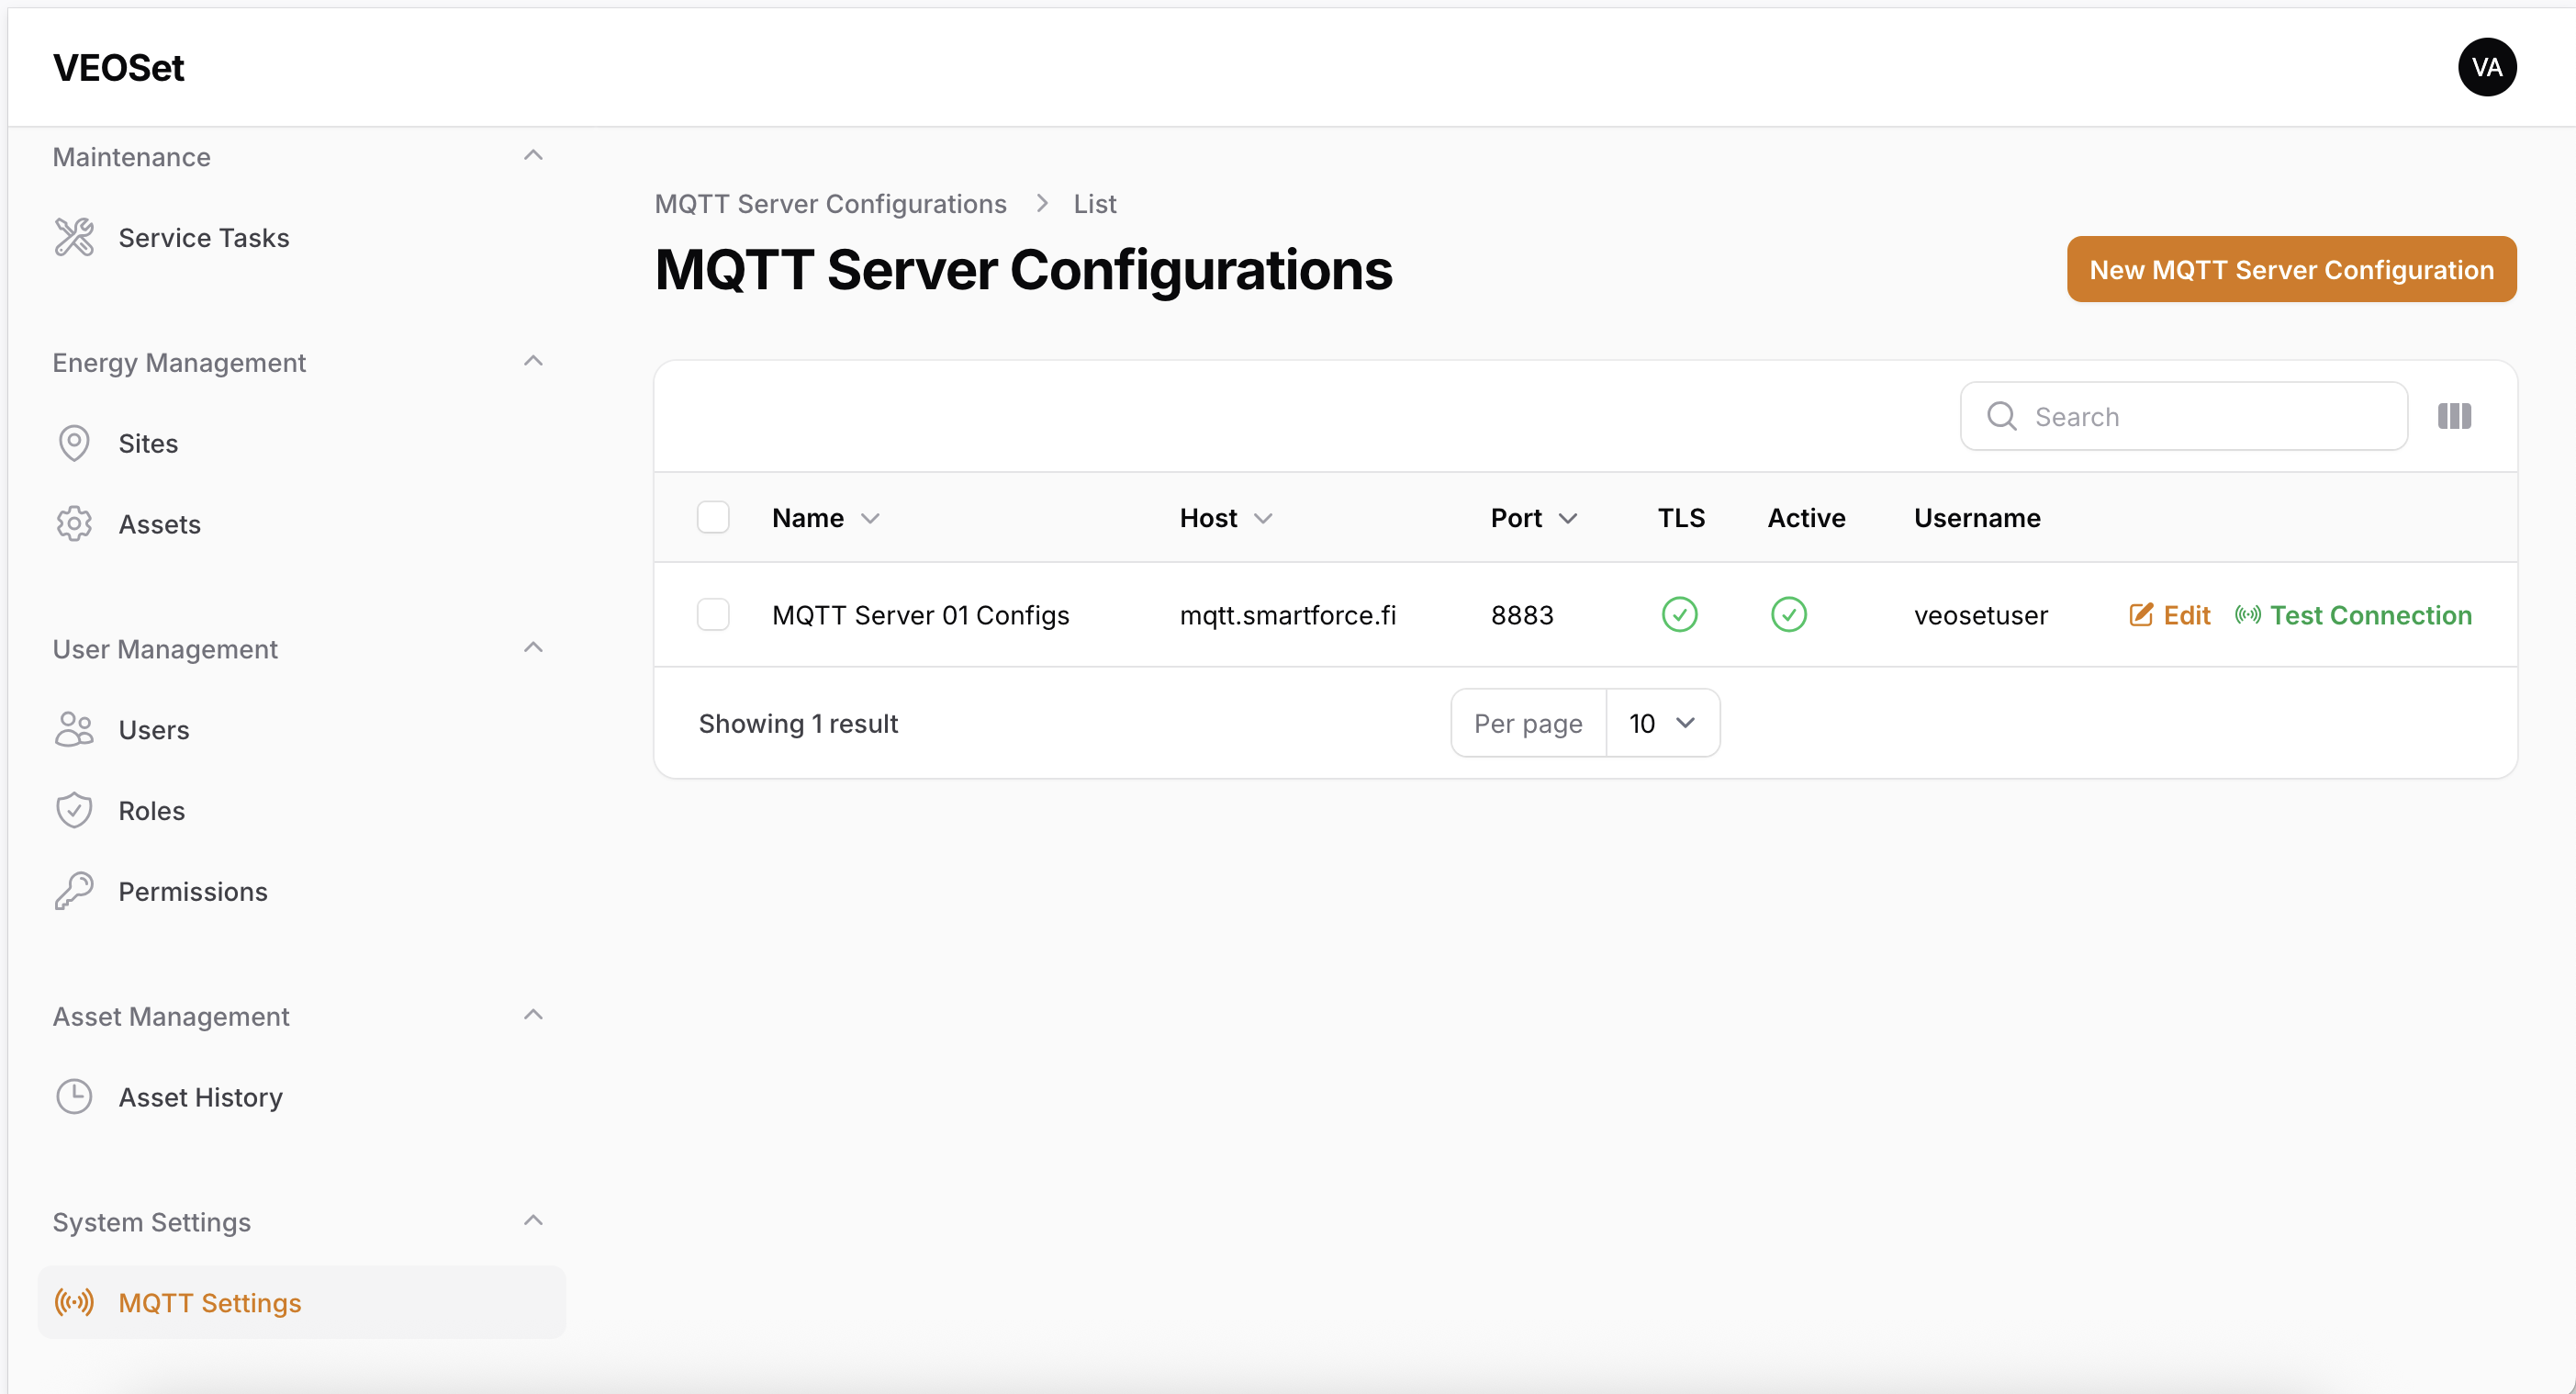 VEOSet
VA
Maintenance
Service Tasks
Energy Management
Sites
Assets
User Management
Users
Roles
Permissions
Asset Management
Asset History
System Settings
MQTT Settings
MQTT Server Configurations > List
MQTT Server Configurations
New MQTT Server Configuration
Search
Name Host Port TLS Active Username
MQTT Server 01 Configs mqtt.smartforce.fi 8883 veosetuser Edit Test Connection
Showing 1 result Per page 10